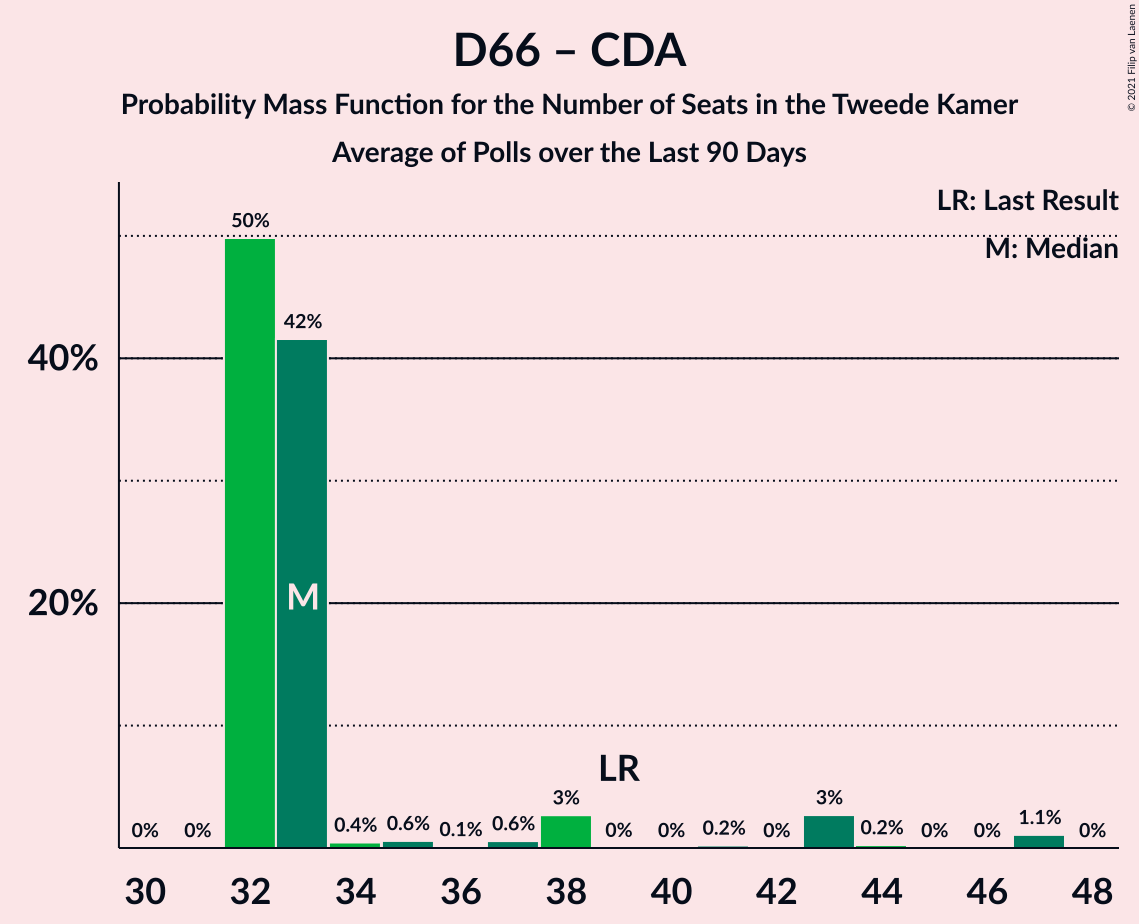 D66 – CDA
Probability Mass Function for the Number of Seats in the Tweede Kamer
Average of Polls over the Last 90 Days
© 2021 Filip van Laenen
LR: Last Result
M: Median
40%
20%
0%
0%
50%
42%
0.4%
0.6%
0.1%
0.6%
3%
0%
0%
0.2%
0%
3%
0.2%
0%
0%
1.1%
0%
M
LR
30 32 34 36 38 40 42 44 46 48